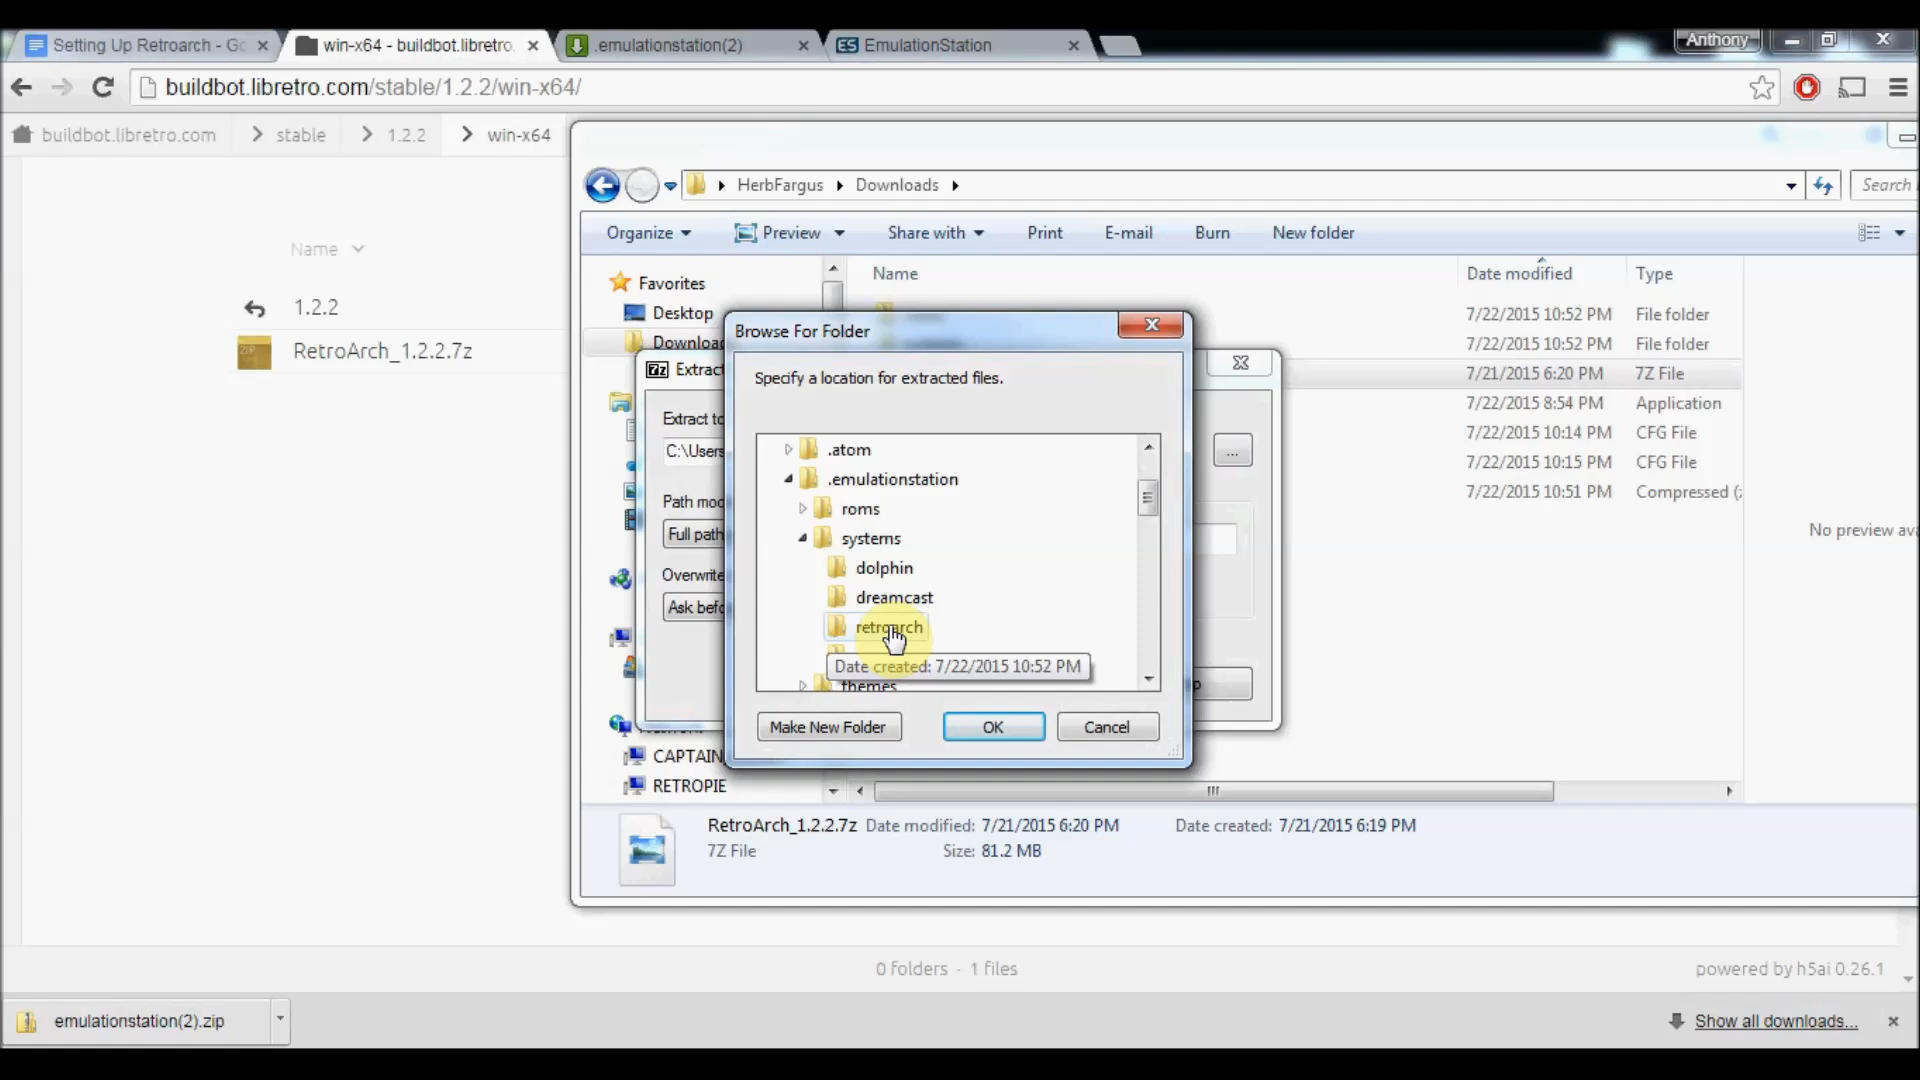 Setting Up Retroarch - Go
win-x64 - buildbot.libretro.
.emulationstation(2)
EmulationStation
Anthony
buildbot.libretro.com/stable/1.2.2/win-x64/
buildbot.libretro.com
stable
1.2.2
win-x64
HerbFargus
Downloads
Search
Organize
Preview
Share with
Print
E-mail
Burn
New folder
Name
1.2.2
RetroArch_1.2.2.7z
Favorites
Desktop
Downloa
CAPTAIN
RETROPIE
Name
Date modified
Type
7/22/2015 10:52 PM File folder
7/22/2015 10:52 PM File folder
7/21/2015 6:20 PM 7Z File
7/22/2015 8:54 PM Application
7/22/2015 10:14 PM CFG File
7/22/2015 10:15 PM CFG File
7/22/2015 10:51 PM Compressed (
No preview ava
7z Extract
Extract to
C:\Users
...
Path mod
Full path
Overwrite
Ask befo
p
Browse For Folder
Specify a location for extracted files.
.atom
.emulationstation
roms
systems
dolphin
dreamcast
retroarch
Date created: 7/22/2015 10:52 PM
themes
Make New Folder
OK
Cancel
RetroArch_1.2.2.7z Date modified: 7/21/2015 6:20 PM Date created: 7/21/2015 6:19 PM
7Z File Size: 81.2 MB
0 folders - 1 files
powered by h5ai 0.26.1
emulationstation(2).zip
Show all downloads...